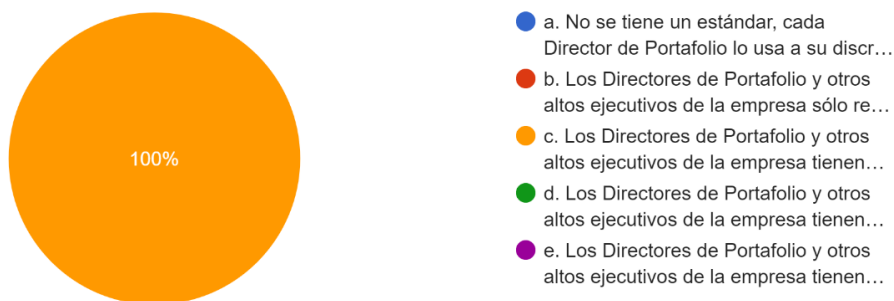 100%
a. No se tiene un estándar, cada
Director de Portafolio lo usa a su discr…
b. Los Directores de Portafolio y otros
altos ejecutivos de la empresa sólo re…
c. Los Directores de Portafolio y otros
altos ejecutivos de la empresa tienen…
d. Los Directores de Portafolio y otros
altos ejecutivos de la empresa tienen…
e. Los Directores de Portafolio y otros
altos ejecutivos de la empresa tienen…